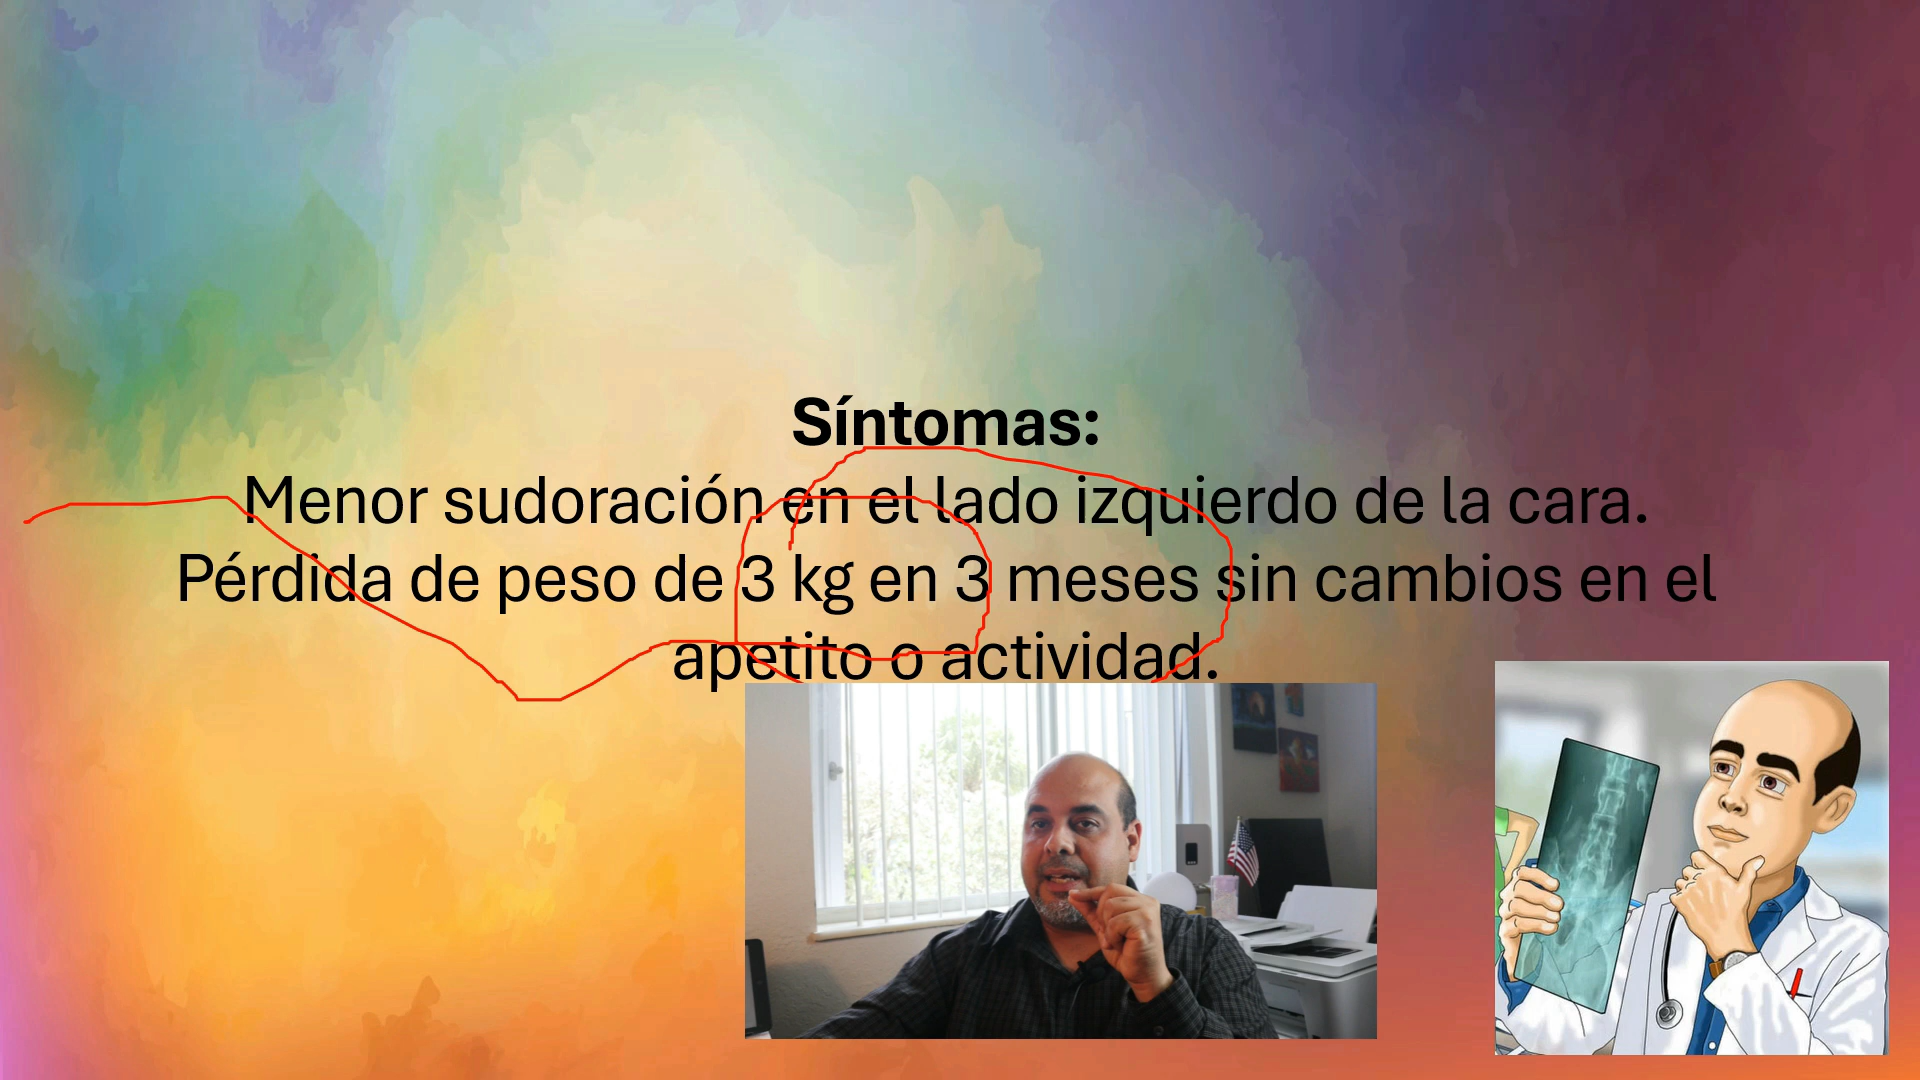 Síntomas:
Menor sudoración en el lado izquierdo de la cara.
Pérdida de peso de 3 kg en 3 meses sin cambios en el
apetito o actividad.